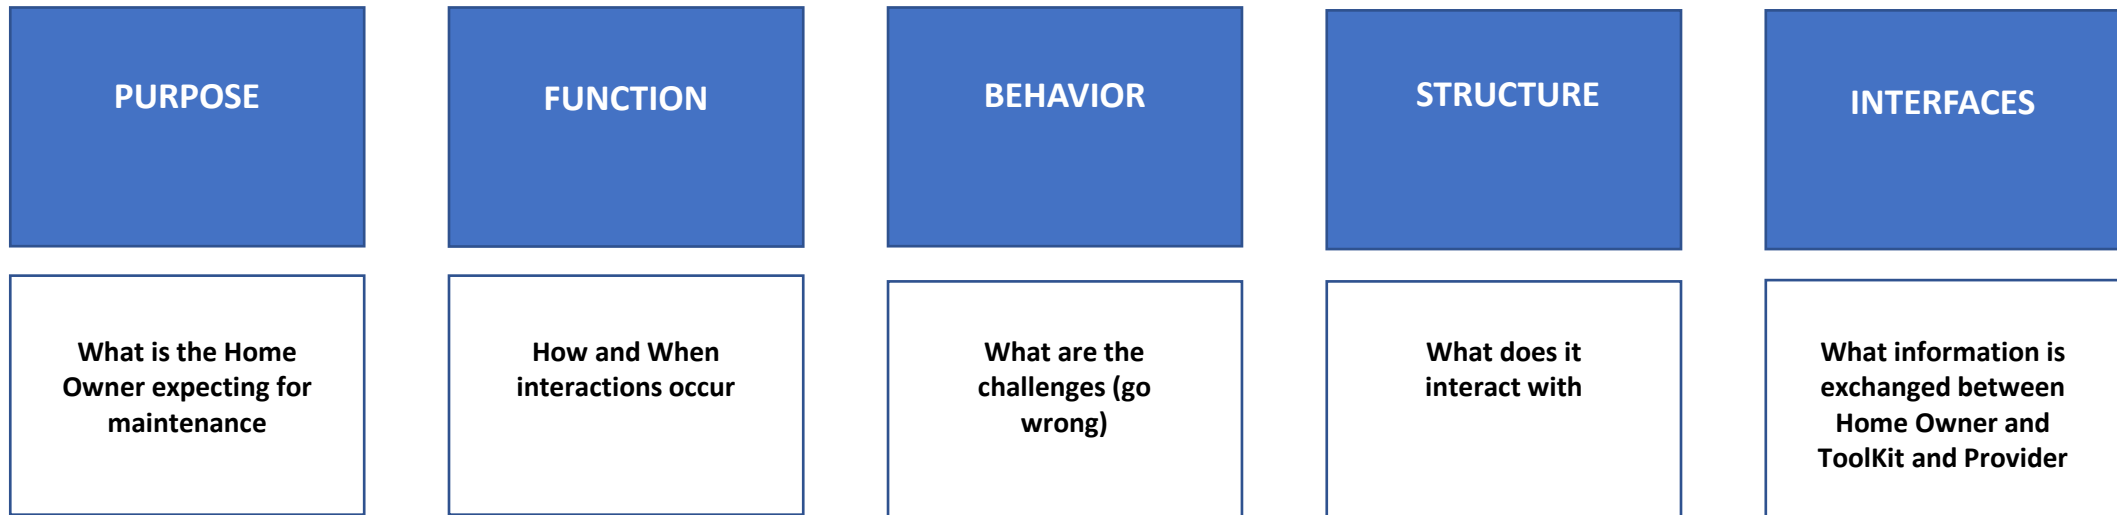 PURPOSE
FUNCTION
BEHAVIOR
STRUCTURE
INTERFACES
What is the Home
Owner expecting for
maintenance
How and When
interactions occur
What are the
challenges (go
wrong)
What does it
interact with
What information is
exchanged between
Home Owner and
ToolKit and Provider